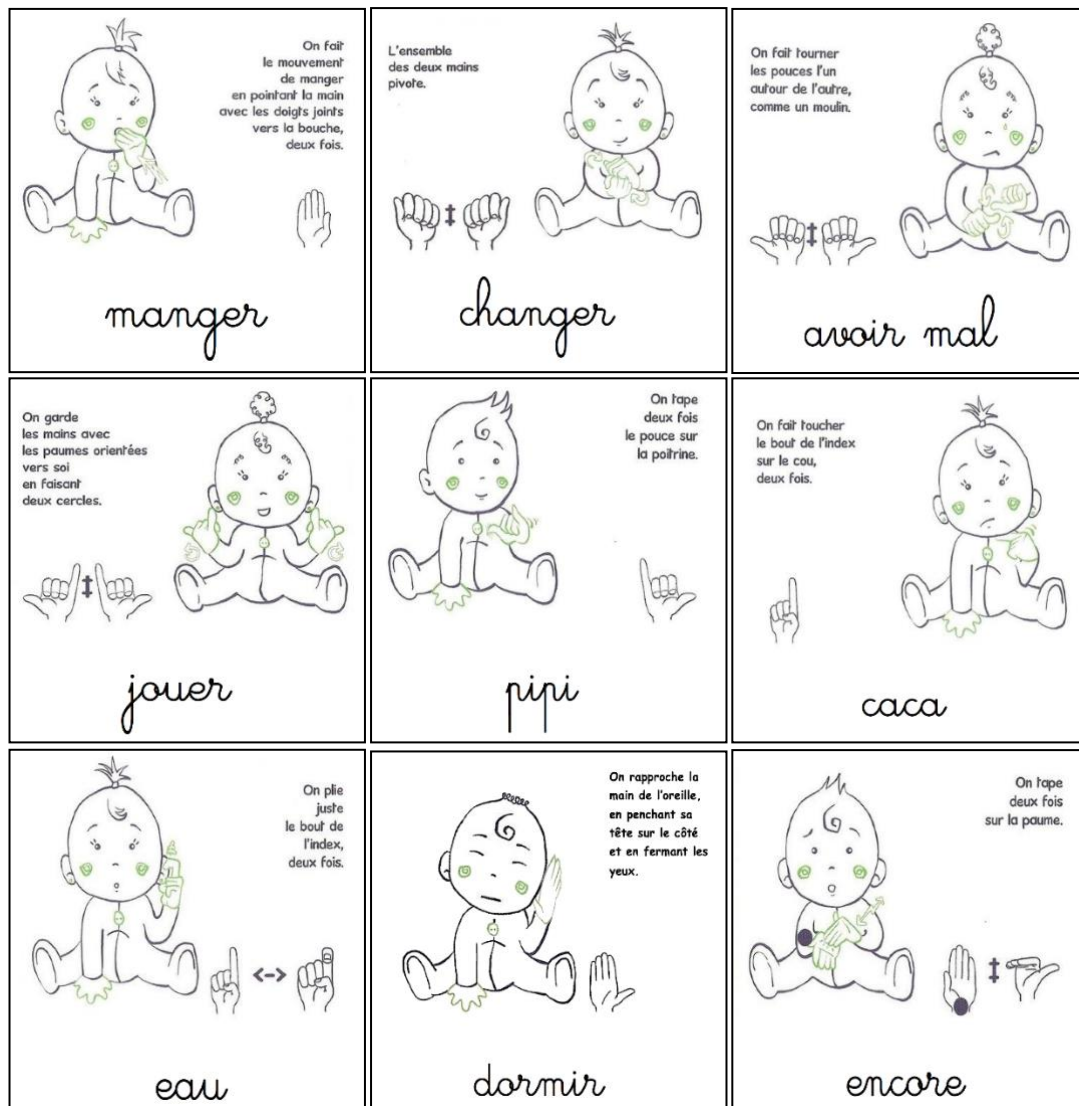 On fait
le mouvement
de manger
en pointant la main
avec les doigts joints
vers la bouche,
deux fois.
manger
L'ensemble
des deux mains
pivote.
changer
On fait tourner
les pouces l'un
autour de l'autre,
comme un moulin.
avoir mal
On garde
les mains avec
les paumes orientées
vers soi
en faisant
deux cercles.
jouer
On tape
deux fois
le pouce sur
la poitrine.
pipi
On fait toucher
le bout de l'index
sur le cou,
deux fois.
caca
On plie
juste
le bout de
l'index,
deux fois.
eau
On rapproche la
main de l'oreille,
en penchant sa
tête sur le côté
et en fermant les
yeux.
dormir
On tape
deux fois
sur la paume.
encore